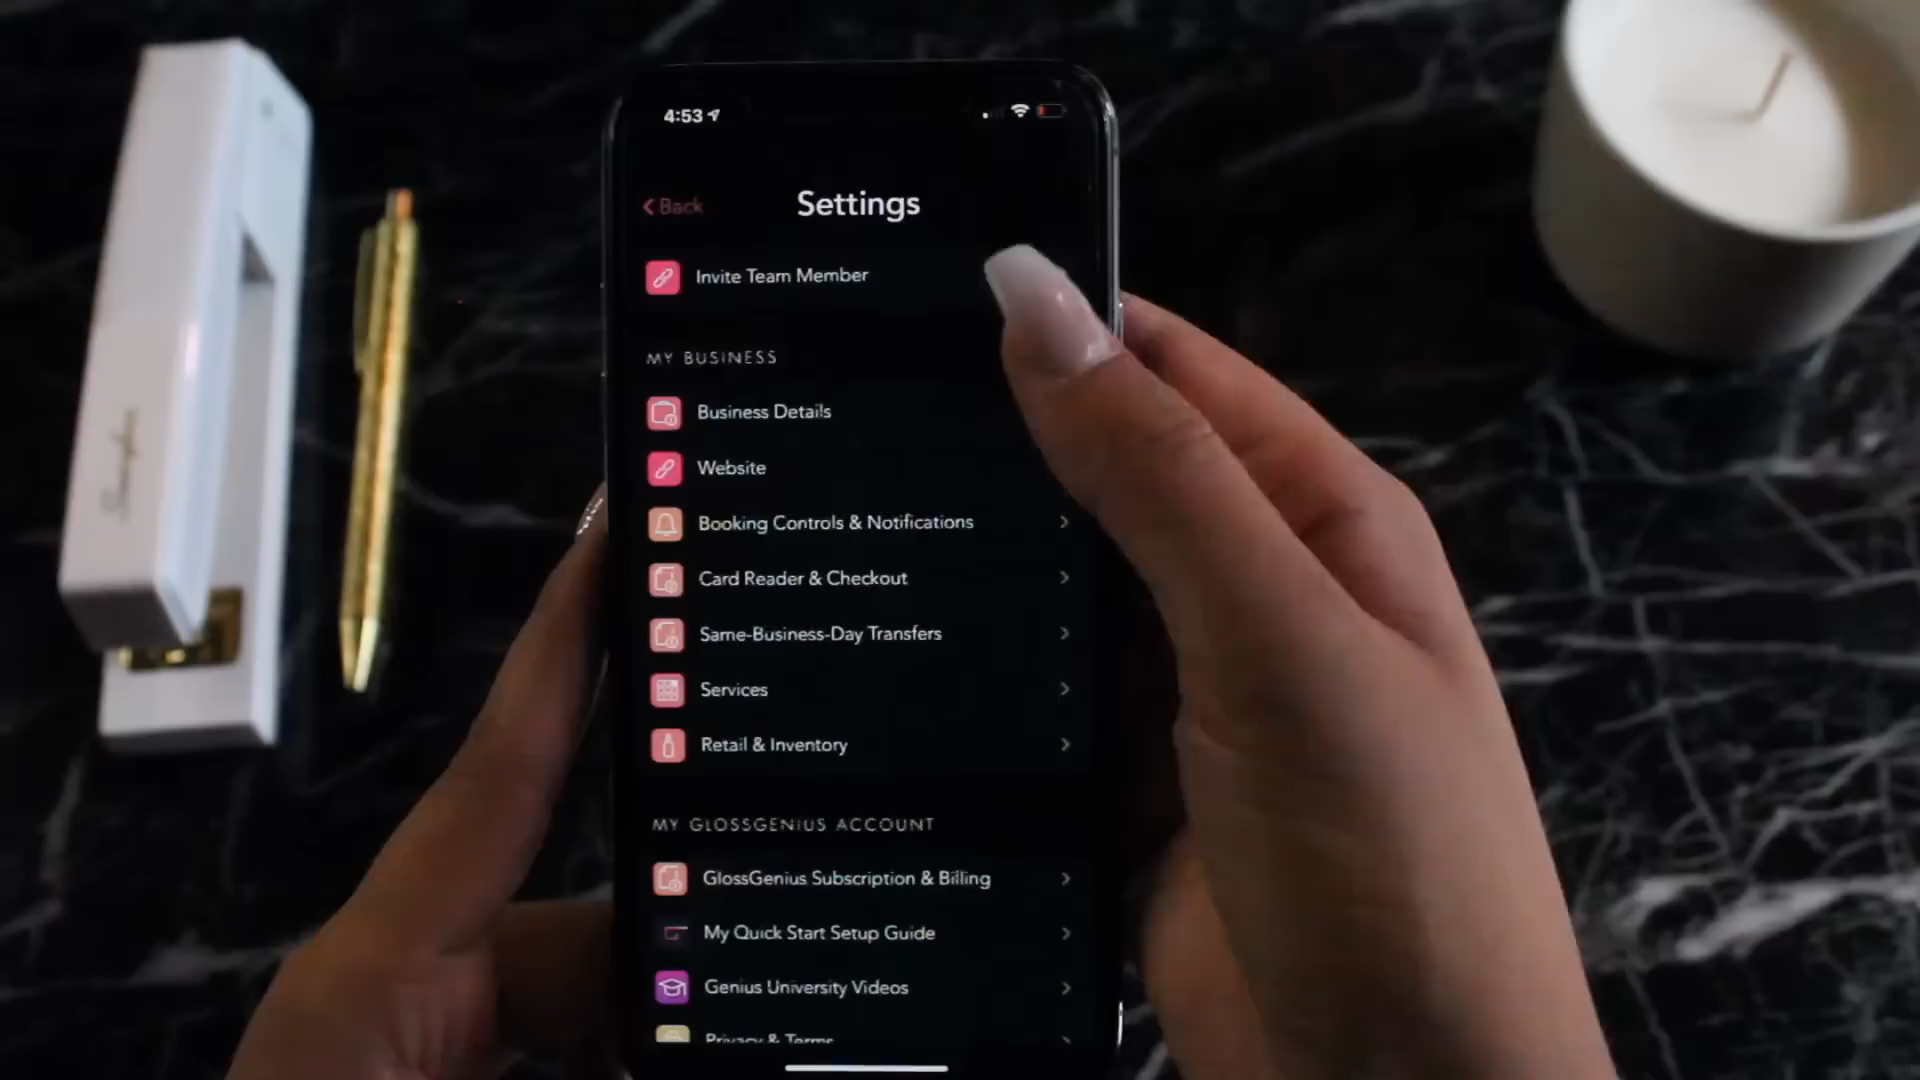 4:53
Back
Settings
Invite Team Member
MY BUSINESS
Business Details
Website
Booking Controls & Notifications
Card Reader & Checkout
Same-Business-Day Transfers
Services
Retail & Inventory
MY GLOSSGENIUS ACCOUNT
GlossGenius Subscription & Billing
My Quick Start Setup Guide
Genius University Videos
Privacy & Terms